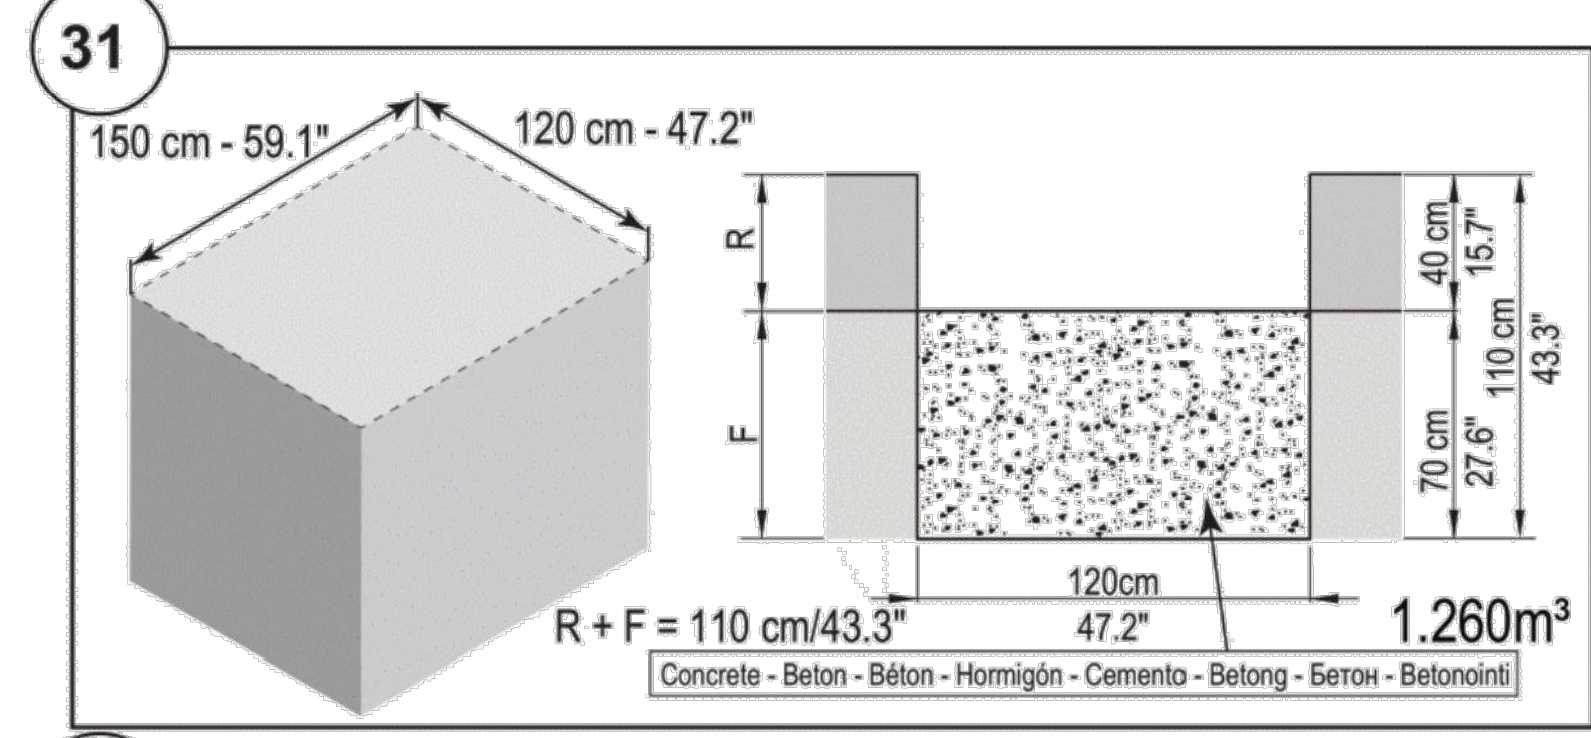 31
150 cm - 59.1"
120 cm - 47.2"
R
F
40 cm
15.7"
70 cm
27.6"
110 cm
43.3"
120cm
47.2"
R + F = 110 cm/43.3"
1.260m³
Concrete - Beton - Béton - Hormigón - Cemento - Betong - Бетон - Betonointi